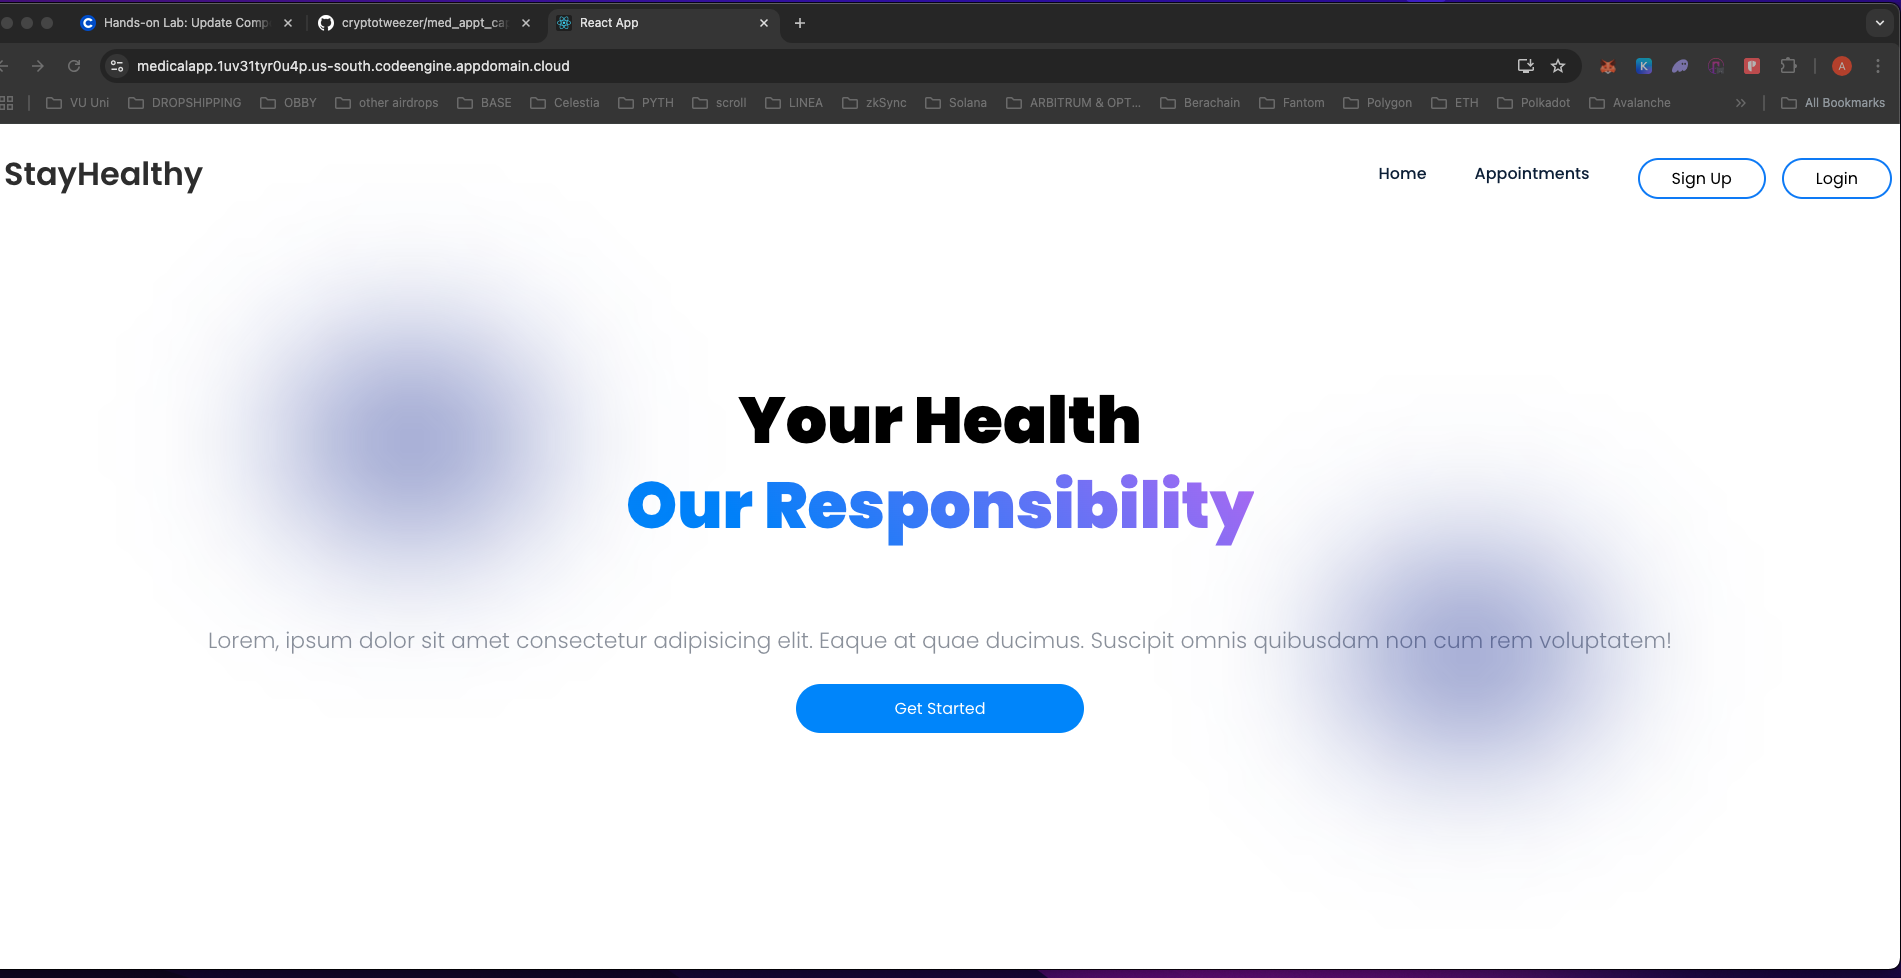 Hands-on Lab: Update Comp
cryptotweezer/med_appt_cap
React App
medicalapp.1uv31tyr0u4p.us-south.codeengine.appdomain.cloud
K
A
VU Uni
DROPSHIPPING
OBBY
other airdrops
BASE
Celestia
PYTH
scroll
LINEA
zkSync
Solana
ARBITRUM & OPT...
Berachain
Fantom
Polygon
ETH
Polkadot
Avalanche
All Bookmarks
StayHealthy
Home
Appointments
Sign Up
Login
Your Health
Our Responsibility
Lorem, ipsum dolor sit amet consectetur adipisicing elit. Eaque at quae ducimus. Suscipit omnis quibusdam non cum rem voluptatem!
Get Started